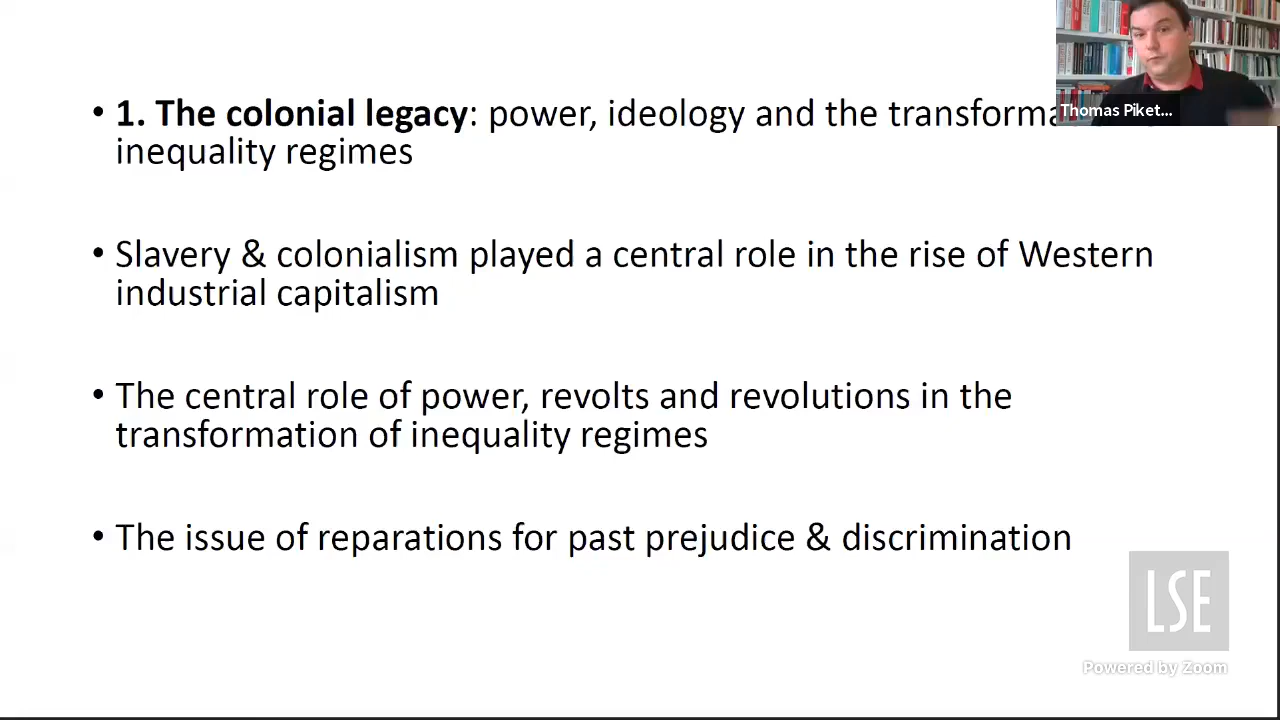 • 1. The colonial legacy: power, ideology and the transforma
inequality regimes
• Slavery & colonialism played a central role in the rise of Western
industrial capitalism
• The central role of power, revolts and revolutions in the
transformation of inequality regimes
• The issue of reparations for past prejudice & discrimination
Thomas Piket...
LSE
Powered by Zoom